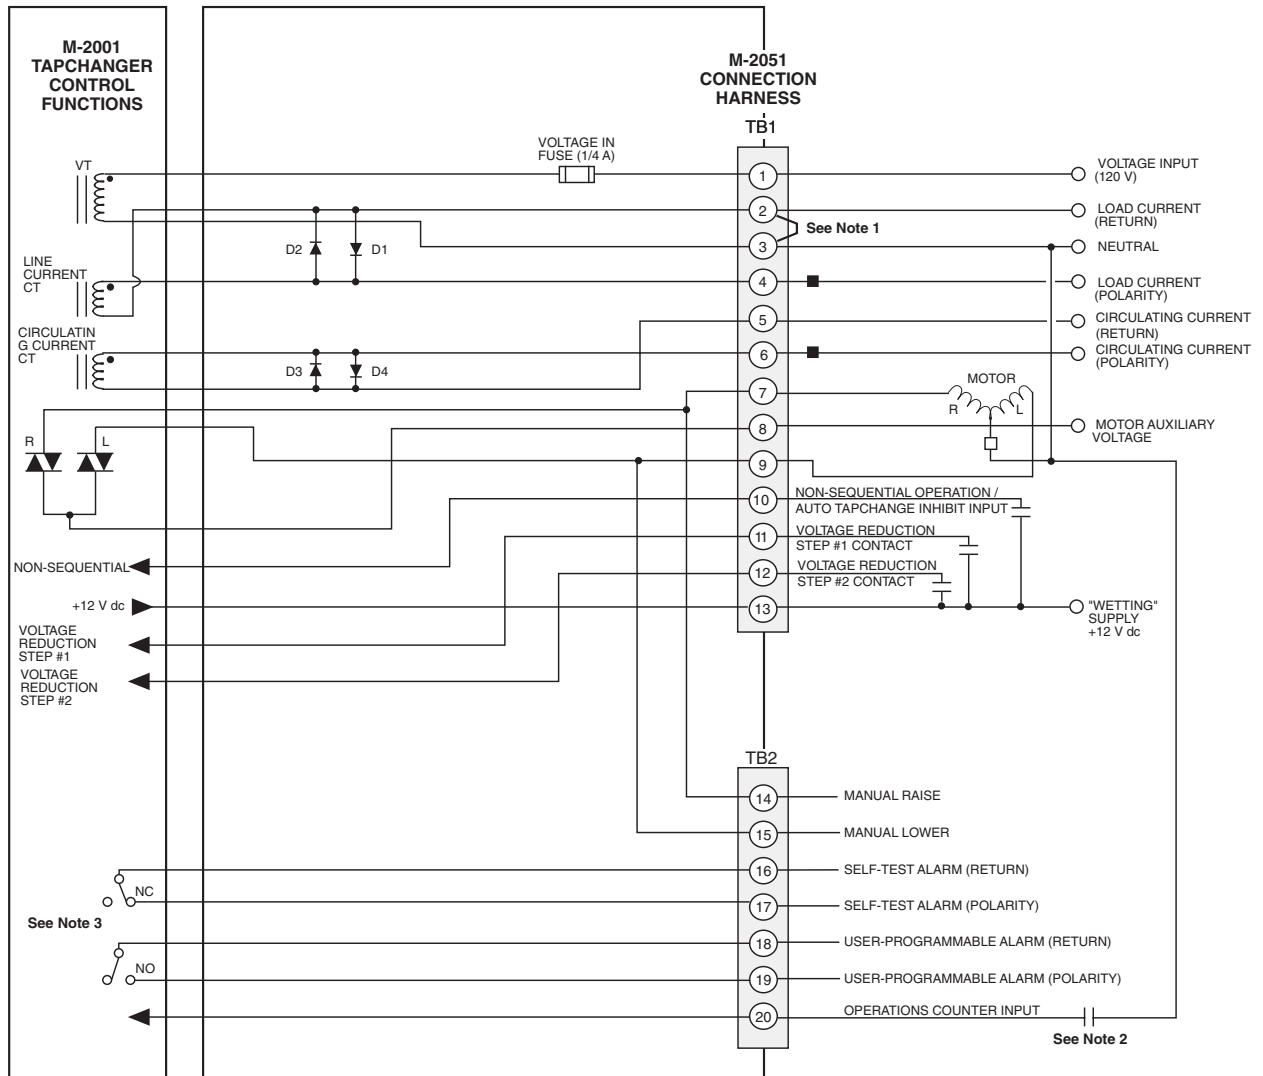 M-2001
TAPCHANGER
CONTROL
FUNCTIONS
M-2051
CONNECTION
HARNESS
TB1
VOLTAGE IN
FUSE (1/4 A)
VT
1
VOLTAGE INPUT
(120 V)
2
LOAD CURRENT
(RETURN)
See Note 1
D2
D1
3
NEUTRAL
LINE
CURRENT
CT
4
LOAD CURRENT
(POLARITY)
5
CIRCULATING CURRENT
(RETURN)
CIRCULATIN
G CURRENT
CT
6
CIRCULATING CURRENT
(POLARITY)
D3
D4
MOTOR
7
R
L
8
MOTOR AUXILIARY
VOLTAGE
R
L
9
10
NON-SEQUENTIAL OPERATION /
AUTO TAPCHANGE INHIBIT INPUT
11
VOLTAGE REDUCTION
STEP #1 CONTACT
12
VOLTAGE REDUCTION
STEP #2 CONTACT
NON-SEQUENTIAL
+12 V dc
13
"WETTING"
SUPPLY
+12 V dc
VOLTAGE
REDUCTION
STEP #1
VOLTAGE
REDUCTION
STEP #2
TB2
14
MANUAL RAISE
15
MANUAL LOWER
16
SELF-TEST ALARM (RETURN)
NC
17
SELF-TEST ALARM (POLARITY)
See Note 3
18
USER-PROGRAMMABLE ALARM (RETURN)
NO
19
USER-PROGRAMMABLE ALARM (POLARITY)
20
OPERATIONS COUNTER INPUT
See Note 2